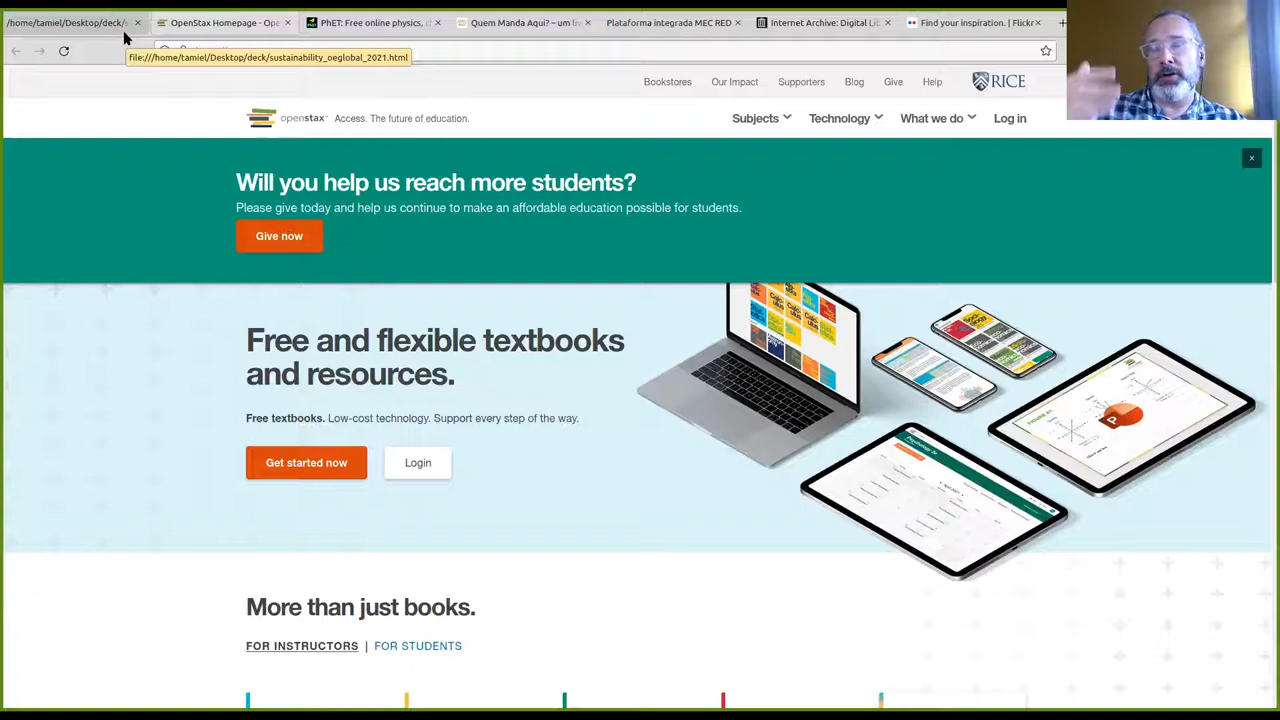 /home/tamiel/Desktop/deck/s
OpenStax Homepage - Ope
PhET: Free online physics, c
Quem Manda Aqui? – um liv
Plataforma integrada MEC RED
Internet Archive: Digital Lib
Find your inspiration. | Flickr
file:///home/tamiel/Desktop/deck/sustainability_oeglobal_2021.html
Bookstores
Our Impact
Supporters
Blog
Give
Help
RICE
openstax™
Access. The future of education.
Subjects
Technology
What we do
Log in
Will you help us reach more students?
Please give today and help us continue to make an affordable education possible for students.
Give now
Free and flexible textbooks
and resources.
Free textbooks. Low-cost technology. Support every step of the way.
Get started now
Login
More than just books.
FOR INSTRUCTORS | FOR STUDENTS